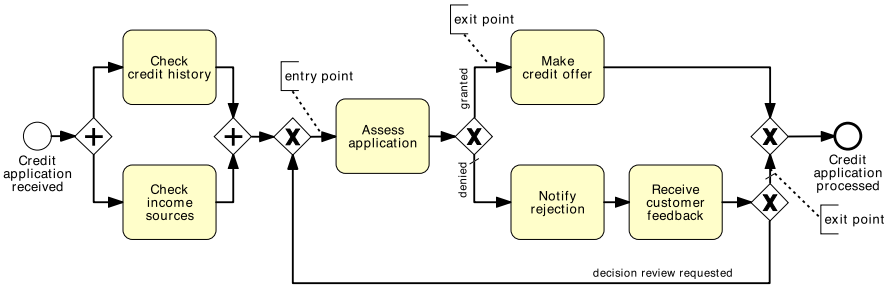 Credit
application
received
Check
credit history
Check
income
sources
entry point
Assess
application
exit point
granted
denied
Make
credit offer
Notify
rejection
Receive
customer
feedback
Credit
application
processed
exit point
decision review requested